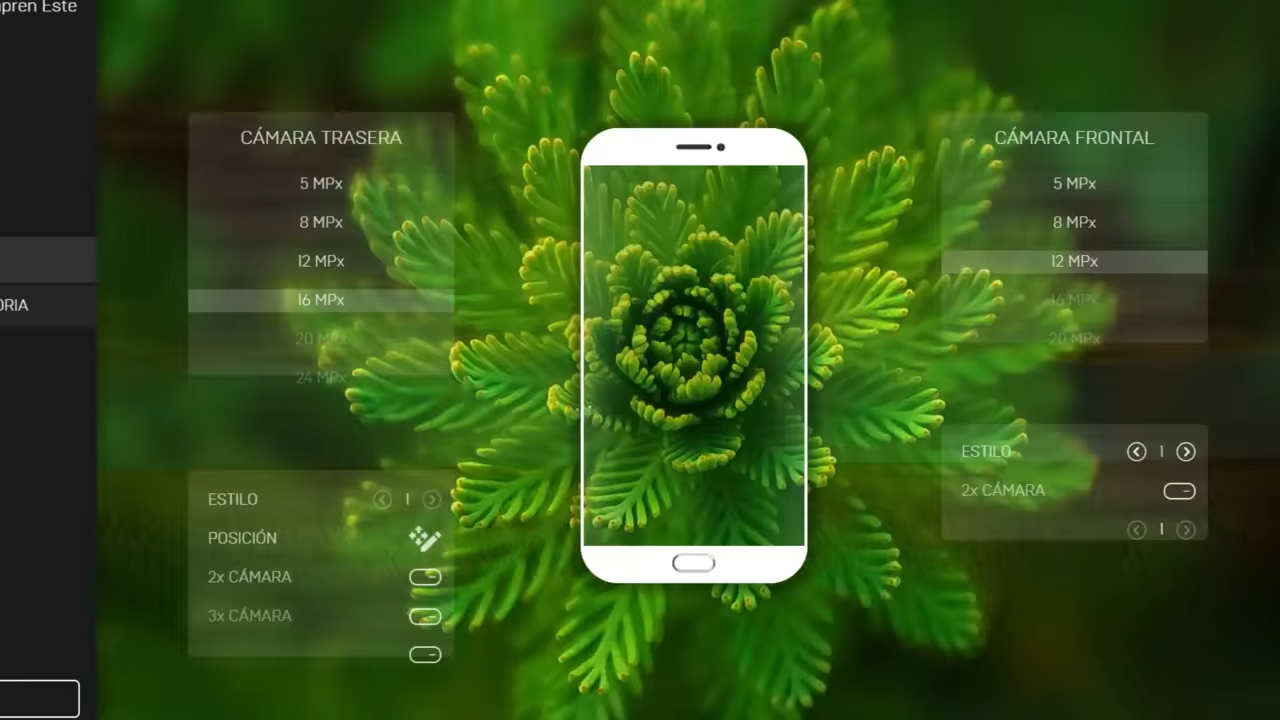 pren Este
ORIA
CÁMARA TRASERA
5 MPx
8 MPx
12 MPx
16 MPx
20 MPx
24 MPx
ESTILO 1
POSICIÓN
2x CÁMARA
3x CÁMARA
CÁMARA FRONTAL
5 MPx
8 MPx
12 MPx
16 MPx
20 MPx
ESTILO 1
2x CÁMARA
1